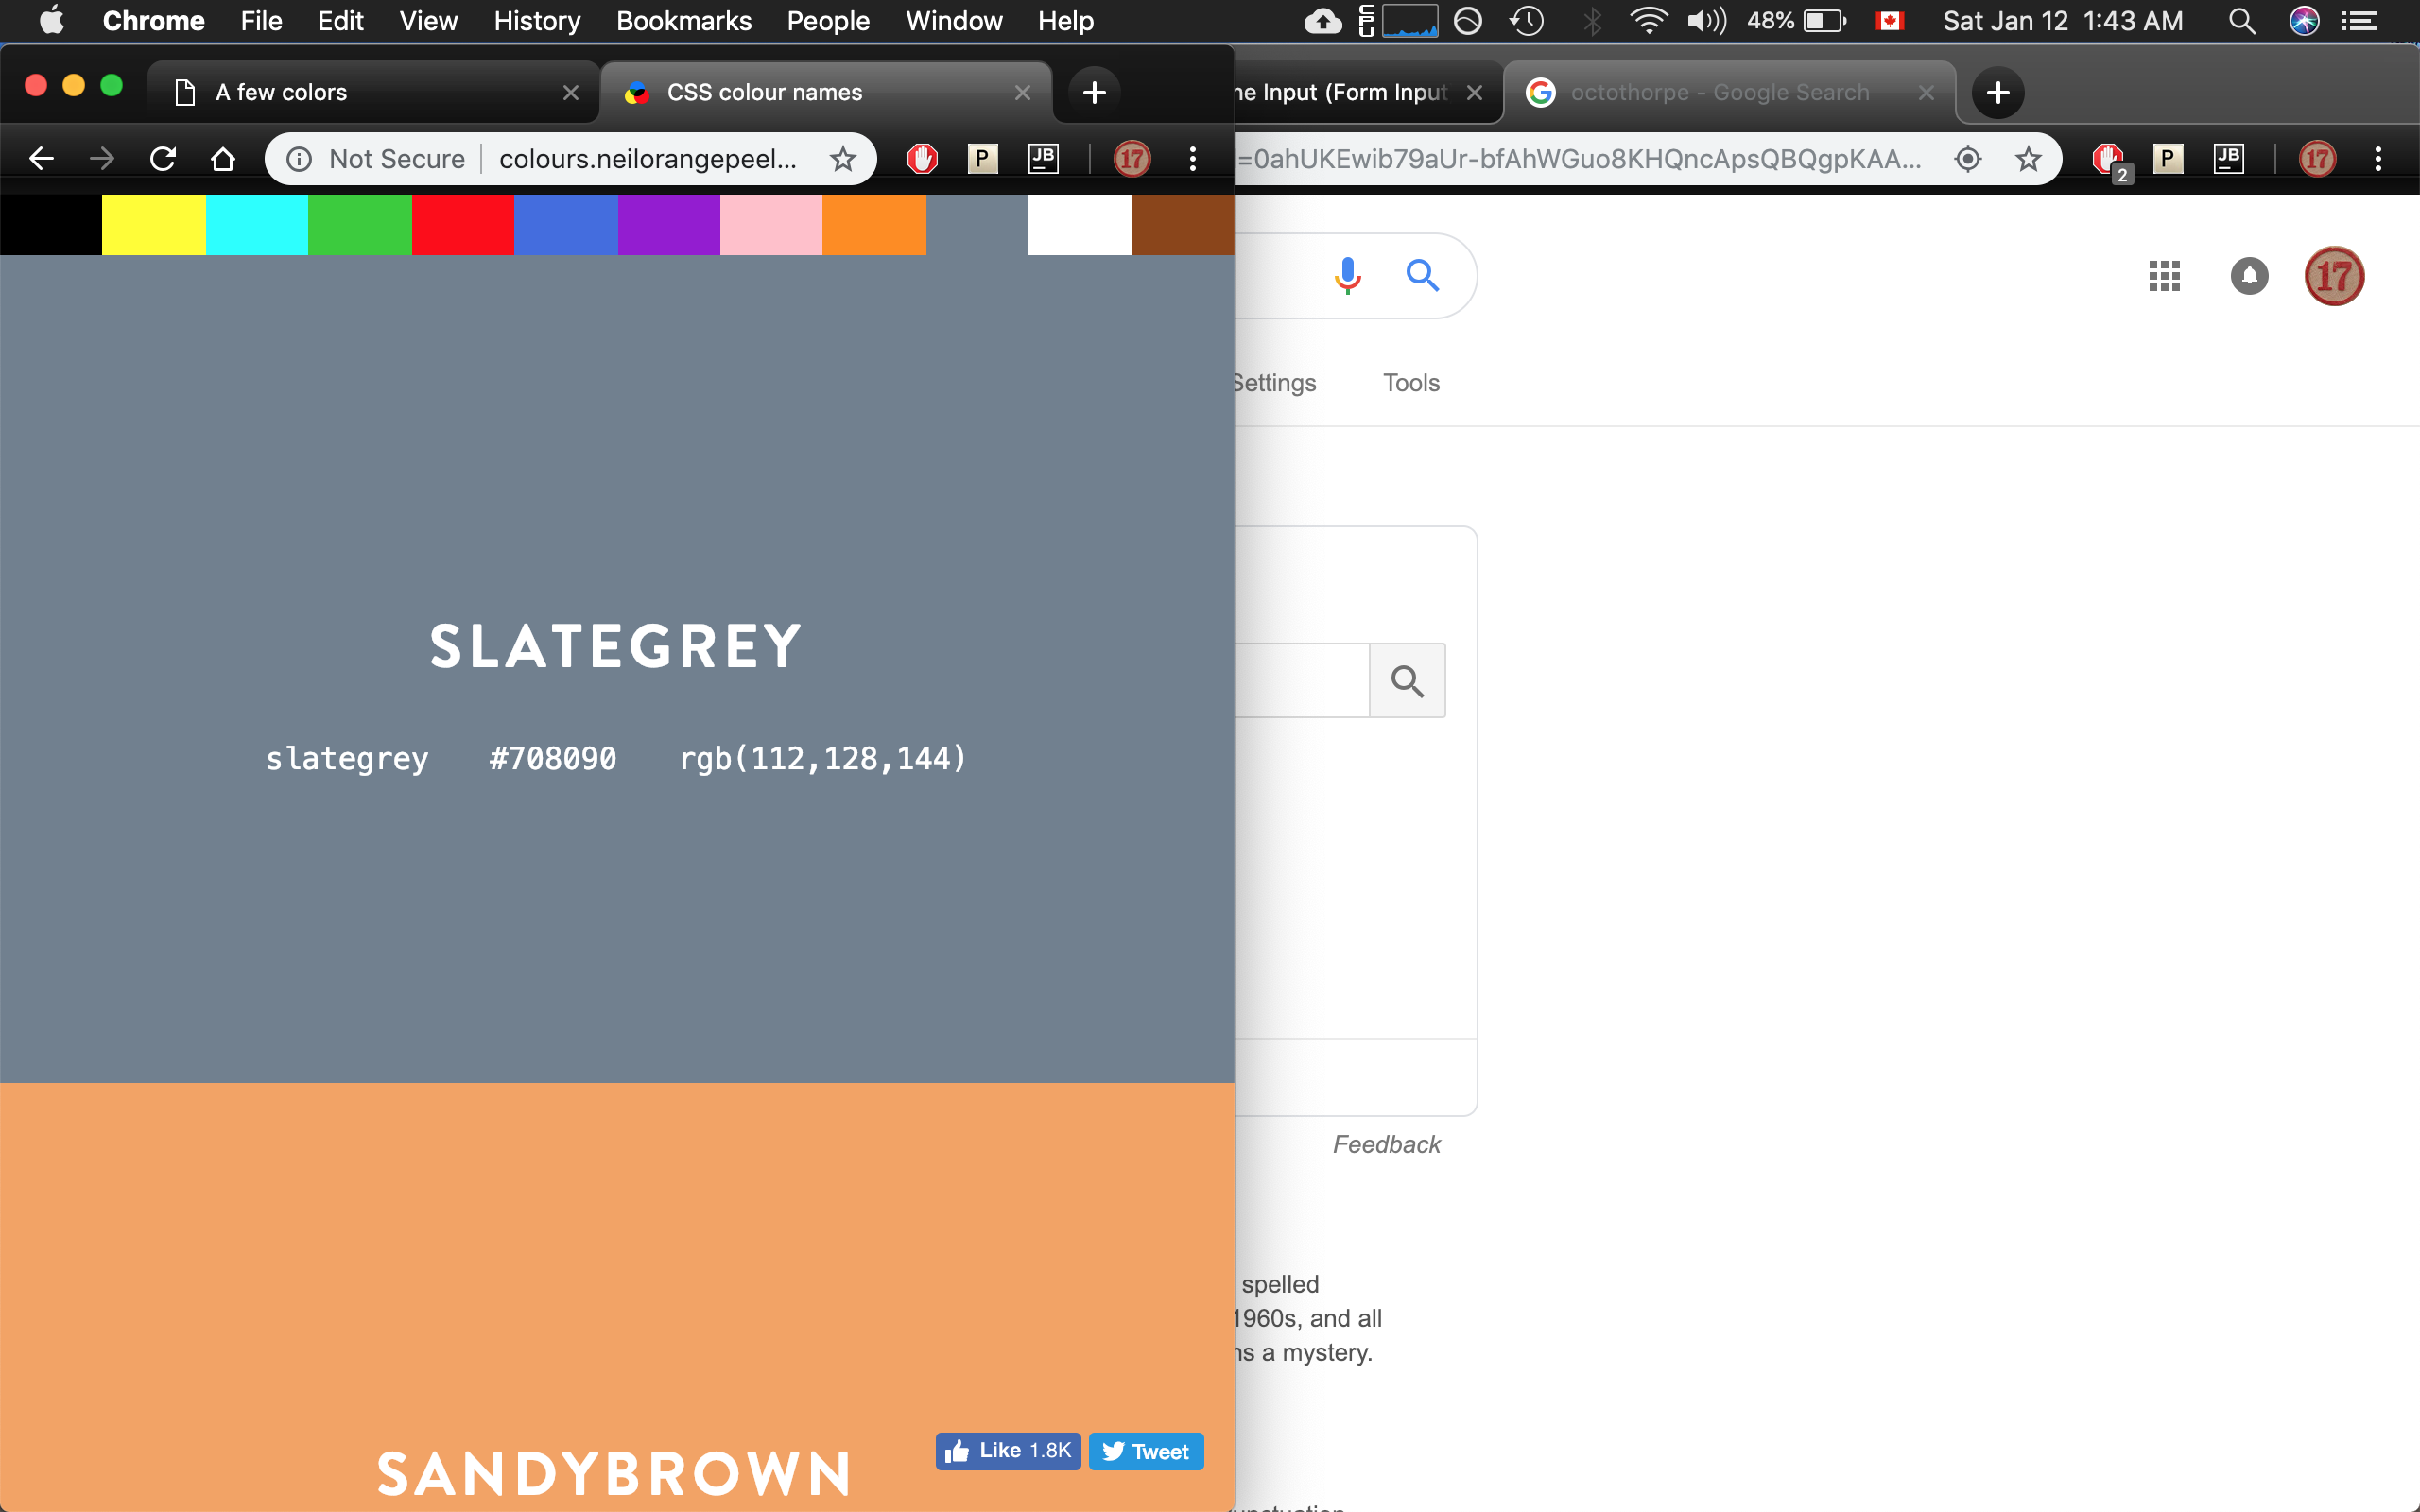 Chrome File Edit View History Bookmarks People Window Help
CPU 48% Sat Jan 12 1:43 AM
A few colors
CSS colour names
ne Input (Form Input
octothorpe - Google Search
Not Secure colours.neilorangepeel... P JB 17
=0ahUKEwib79aUr-bfAhWGuo8KHQncApsQBQgpKAA... 2 P JB 17
17
Settings Tools
SLATEGREY
slategrey #708090 rgb(112,128,144)
Feedback
spelled
1960s, and all
ns a mystery.
SANDYBROWN
Like 1.8K Tweet